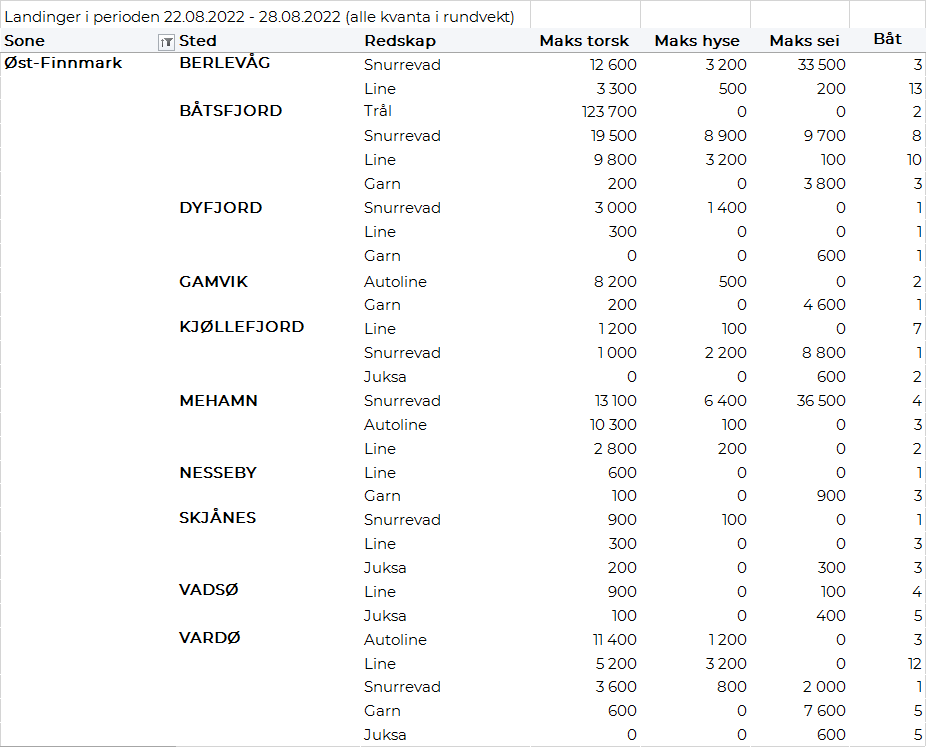 Landinger i perioden 22.08.2022 - 28.08.2022 (alle kvanta i rundvekt)
Sone Sted Redskap Maks torsk Maks hyse Maks sei Båt
Øst-Finnmark BERLEVÅG Snurrevad 12 600 3 200 33 500 3
Line 3 300 500 200 13
BÅTSFJORD Trål 123 700 0 0 2
Snurrevad 19 500 8 900 9 700 8
Line 9 800 3 200 100 10
Garn 200 0 3 800 3
DYFJORD Snurrevad 3 000 1 400 0 1
Line 300 0 0 1
Garn 0 0 600 1
GAMVIK Autoline 8 200 500 0 2
Garn 200 0 4 600 1
KJØLLEFJORD Line 1 200 100 0 7
Snurrevad 1 000 2 200 8 800 1
Juksa 0 0 600 2
MEHAMN Snurrevad 13 100 6 400 36 500 4
Autoline 10 300 100 0 3
Line 2 800 200 0 2
NESSEBY Line 600 0 0 1
Garn 100 0 900 3
SKJÅNES Snurrevad 900 100 0 1
Line 300 0 0 3
Juksa 200 0 300 3
VADSØ Line 900 0 100 4
Juksa 100 0 400 5
VARDØ Autoline 11 400 1 200 0 3
Line 5 200 3 200 0 12
Snurrevad 3 600 800 2 000 1
Garn 600 0 7 600 5
Juksa 0 0 600 5